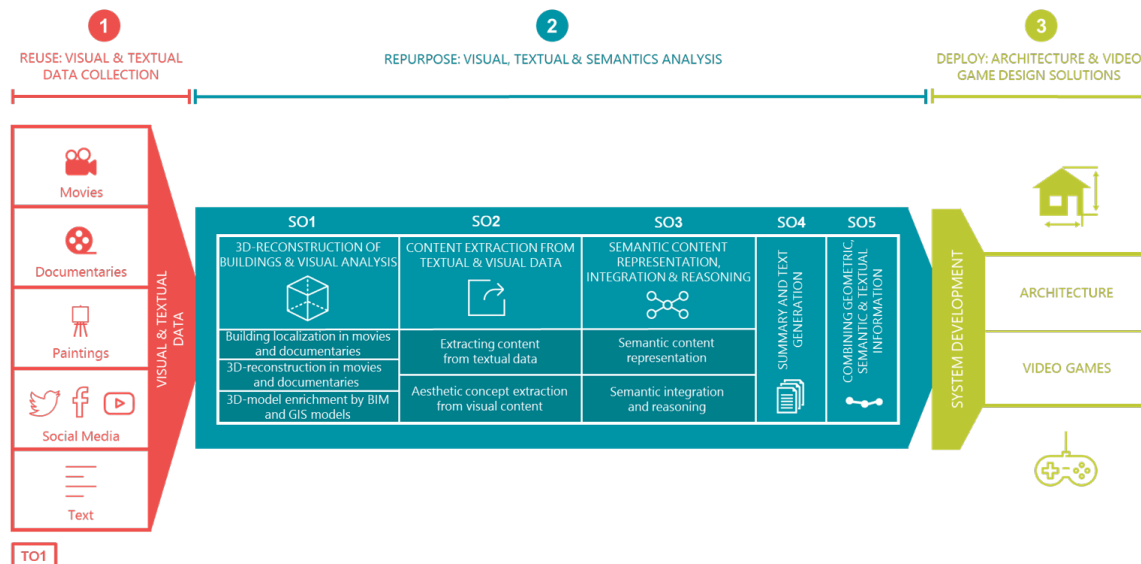 1
REUSE: VISUAL & TEXTUAL
DATA COLLECTION
2
REPURPOSE: VISUAL, TEXTUAL & SEMANTICS ANALYSIS
3
DEPLOY: ARCHITECTURE & VIDEO
GAME DESIGN SOLUTIONS
Movies
Documentaries
Paintings
Social Media
Text
TO1
VISUAL & TEXTUAL
DATA
SO1
3D-RECONSTRUCTION OF
BUILDINGS & VISUAL ANALYSIS
Building localization in movies
and documentaries
3D-reconstruction in movies
and documentaries
3D-model enrichment by BIM
and GIS models
SO2
CONTENT EXTRACTION FROM
TEXTUAL & VISUAL DATA
Extracting content
from textual data
Aesthetic concept extraction
from visual content
SO3
SEMANTIC CONTENT
REPRESENTATION,
INTEGRATION & REASONING
Semantic content
representation
Semantic integration
and reasoning
SO4
SUMMARY AND TEXT
GENERATION
SO5
COMBINING GEOMETRIC,
SEMANTIC & TEXTUAL
INFORMATION
SYSTEM DEVELOPMENT
ARCHITECTURE
VIDEO GAMES